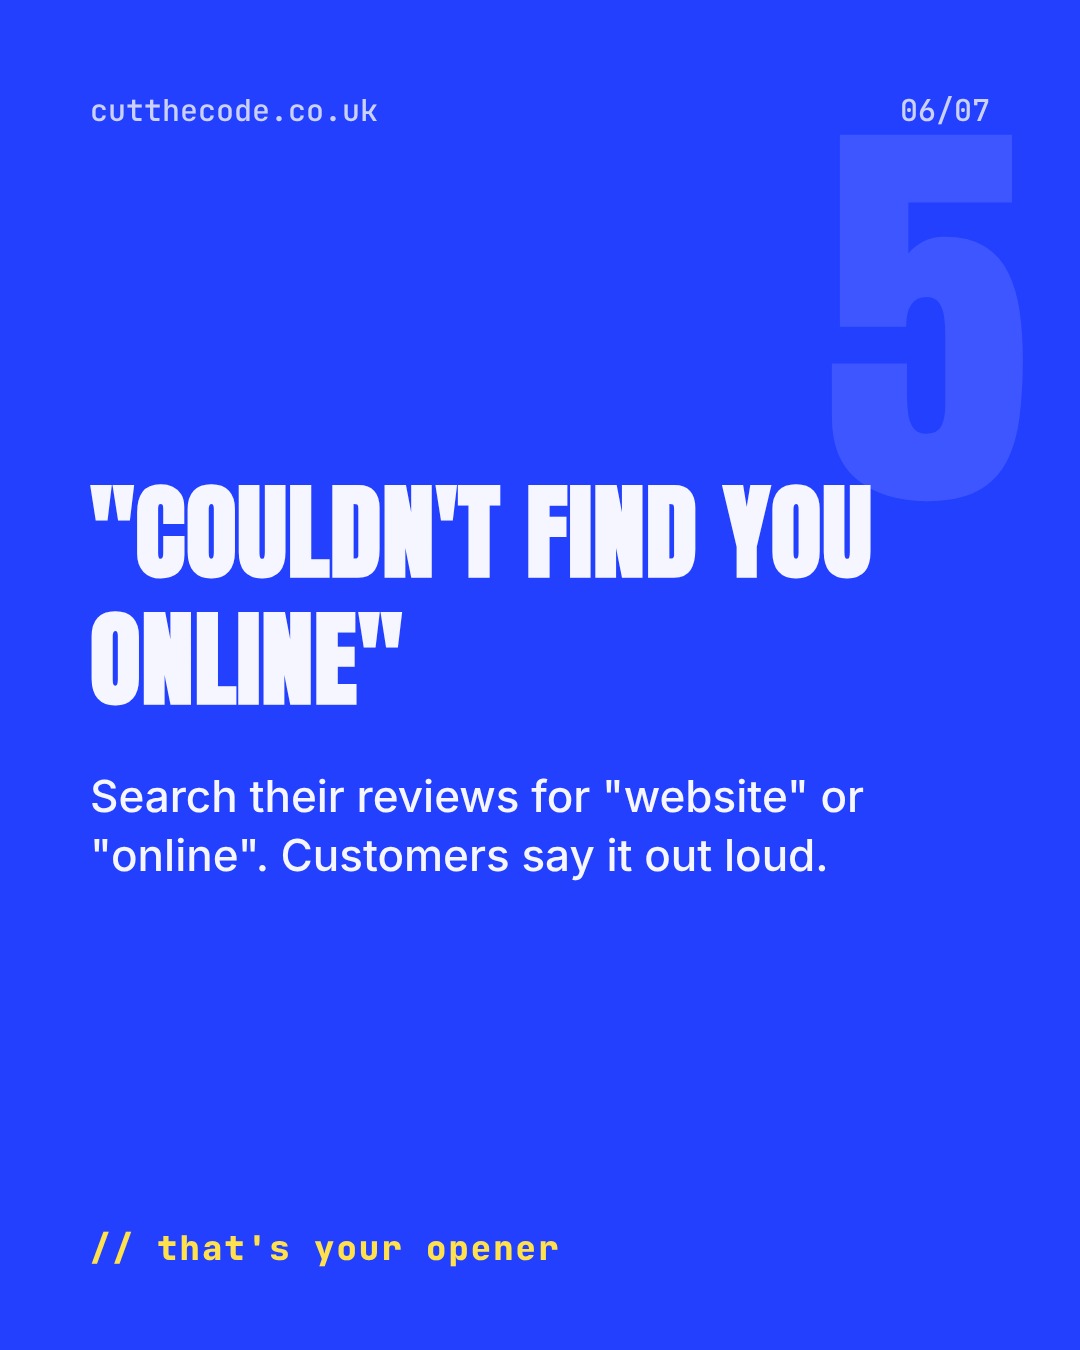 cutthecode.co.uk
06/07
5
"COULDN'T FIND YOU
ONLINE"
Search their reviews for "website" or
"online". Customers say it out loud.
// that's your opener